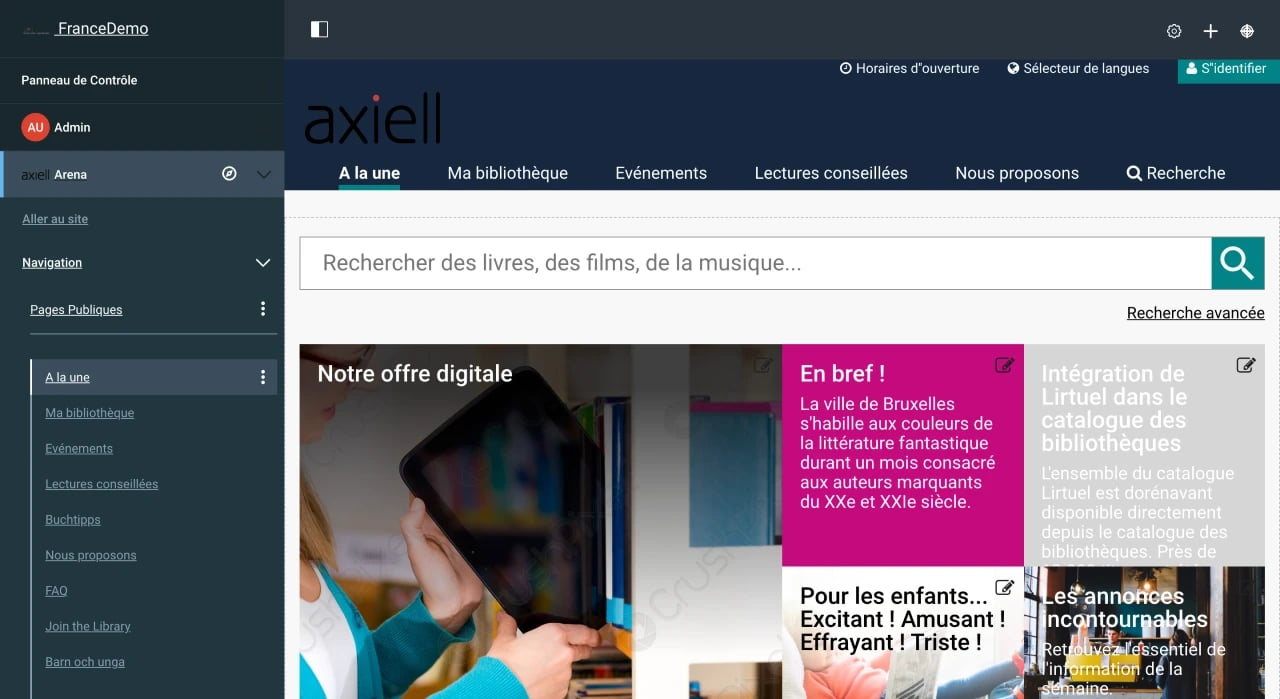 FranceDemo
Panneau de Contrôle
AU Admin
axiell Arena
Aller au site
Navigation
Pages Publiques
A la une
Ma bibliothèque
Evénements
Lectures conseillées
Buchtipps
Nous proposons
FAQ
Join the Library
Barn och unga
Horaires d"ouverture Sélecteur de langues S"identifier
axiell
A la une Ma bibliothèque Evénements Lectures conseillées Nous proposons Recherche
Rechercher des livres, des films, de la musique...
Recherche avancée
Notre offre digitale
En bref !
La ville de Bruxelles
s'habille aux couleurs de
la littérature fantastique
durant un mois consacré
aux auteurs marquants
du XXe et XXIe siècle.
Intégration de
Lirtuel dans le
catalogue des
bibliothèques
L'ensemble du catalogue
Lirtuel est dorénavant
disponible directement
depuis le catalogue des
bibliothèques. Près de
Pour les enfants...
Excitant ! Amusant !
Effrayant ! Triste !
Les annonces
incontournables
Retrouvez l'essentiel de
l'information de la
semaine.